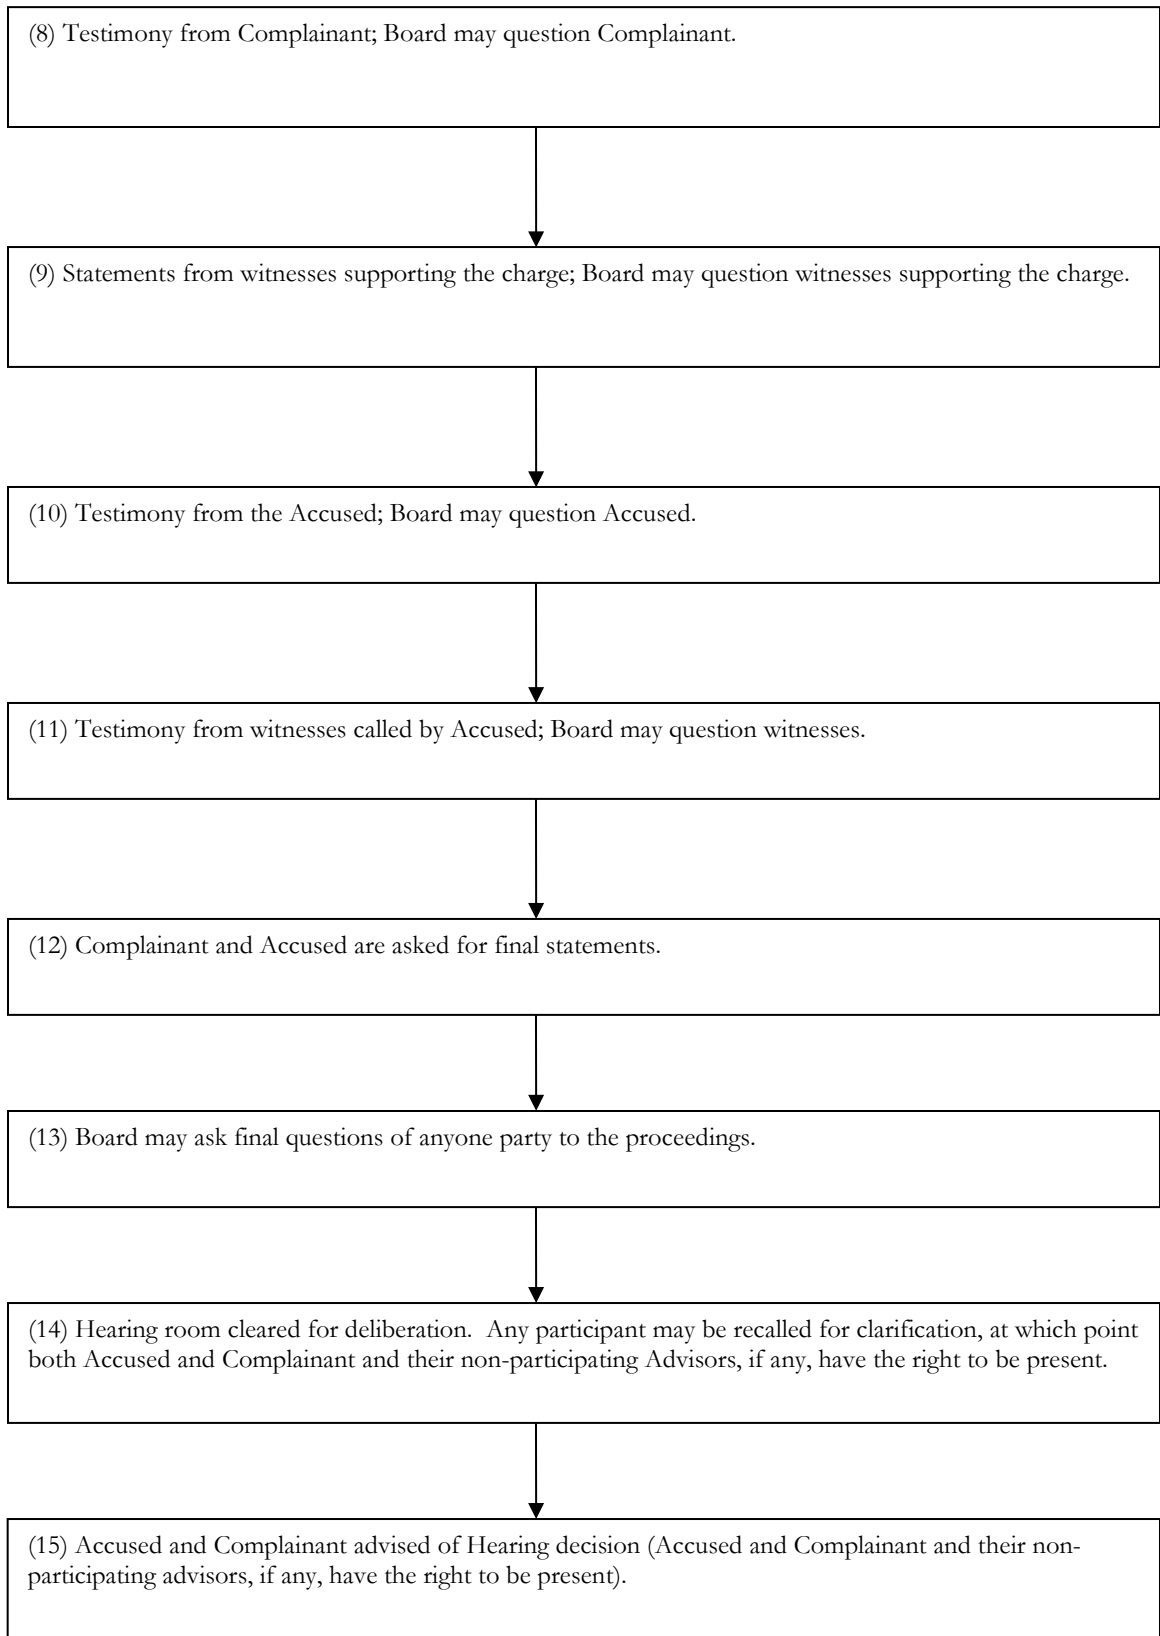 (8) Testimony from Complainant; Board may question Complainant.
(9) Statements from witnesses supporting the charge; Board may question witnesses supporting the charge.
(10) Testimony from the Accused; Board may question Accused.
(11) Testimony from witnesses called by Accused; Board may question witnesses.
(12) Complainant and Accused are asked for final statements.
(13) Board may ask final questions of anyone party to the proceedings.
(14) Hearing room cleared for deliberation.  Any participant may be recalled for clarification, at which point
both Accused and Complainant and their non-participating Advisors, if any, have the right to be present.
(15) Accused and Complainant advised of Hearing decision (Accused and Complainant and their non-
participating advisors, if any, have the right to be present).